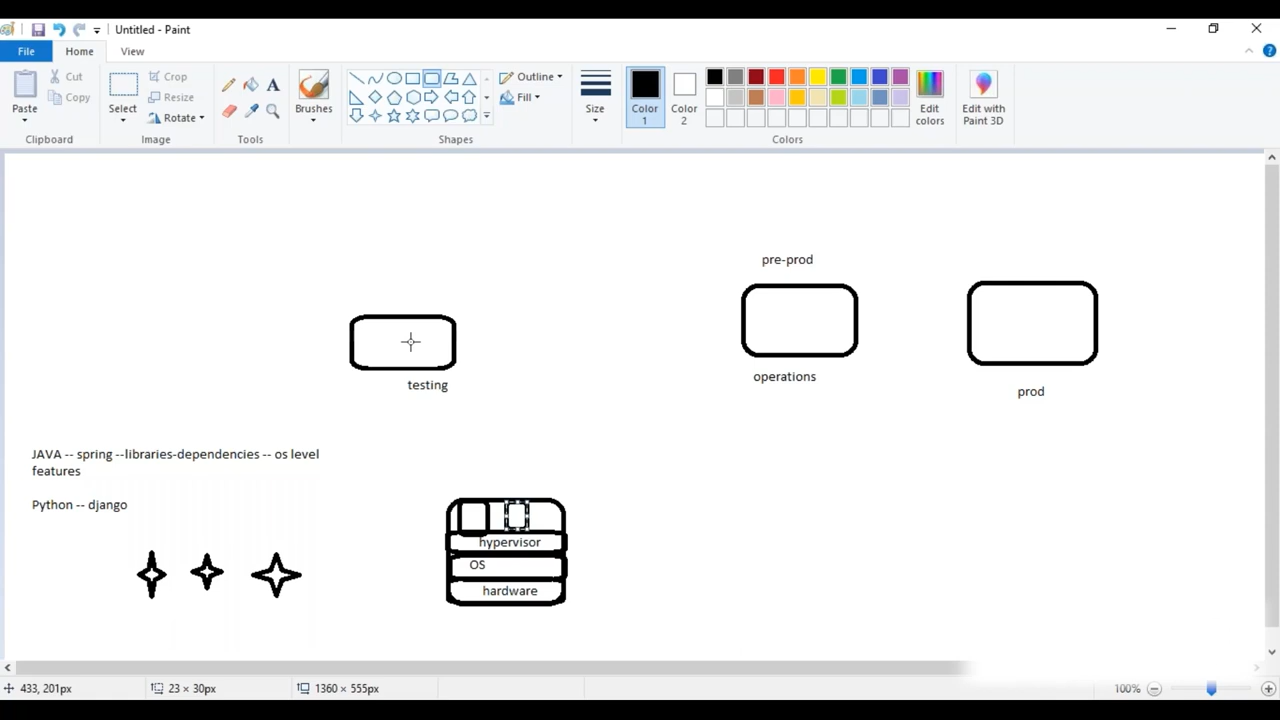 Untitled - Paint
File
Home
View
Paste
Cut
Copy
Clipboard
Select
Crop
Resize
Rotate
Image
A
Tools
Brushes
Outline
Fill
Shapes
Size
Color
1
Color
2
Edit
colors
Colors
Edit with
Paint 3D
pre-prod
testing
operations
prod
JAVA -- spring --libraries-dependencies -- os level
features
Python -- django
hypervisor
OS
hardware
433, 201px
23 × 30px
1360 × 555px
100%